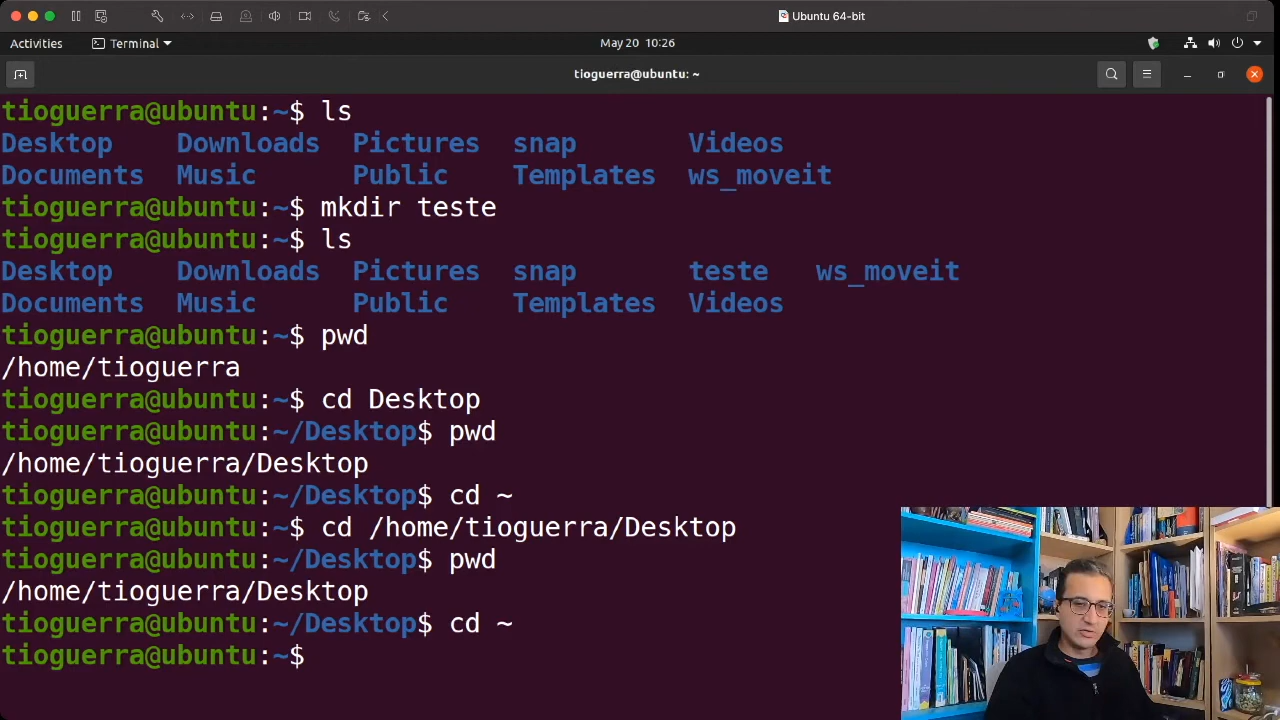 Ubuntu 64-bit
Activities Terminal May 20 10:26
tioguerra@ubuntu: ~
tioguerra@ubuntu:~$ ls
Desktop Downloads Pictures snap Videos
Documents Music Public Templates ws_moveit
tioguerra@ubuntu:~$ mkdir teste
tioguerra@ubuntu:~$ ls
Desktop Downloads Pictures snap teste ws_moveit
Documents Music Public Templates Videos
tioguerra@ubuntu:~$ pwd
/home/tioguerra
tioguerra@ubuntu:~$ cd Desktop
tioguerra@ubuntu:~/Desktop$ pwd
/home/tioguerra/Desktop
tioguerra@ubuntu:~/Desktop$ cd ~
tioguerra@ubuntu:~$ cd /home/tioguerra/Desktop
tioguerra@ubuntu:~/Desktop$ pwd
/home/tioguerra/Desktop
tioguerra@ubuntu:~/Desktop$ cd ~
tioguerra@ubuntu:~$